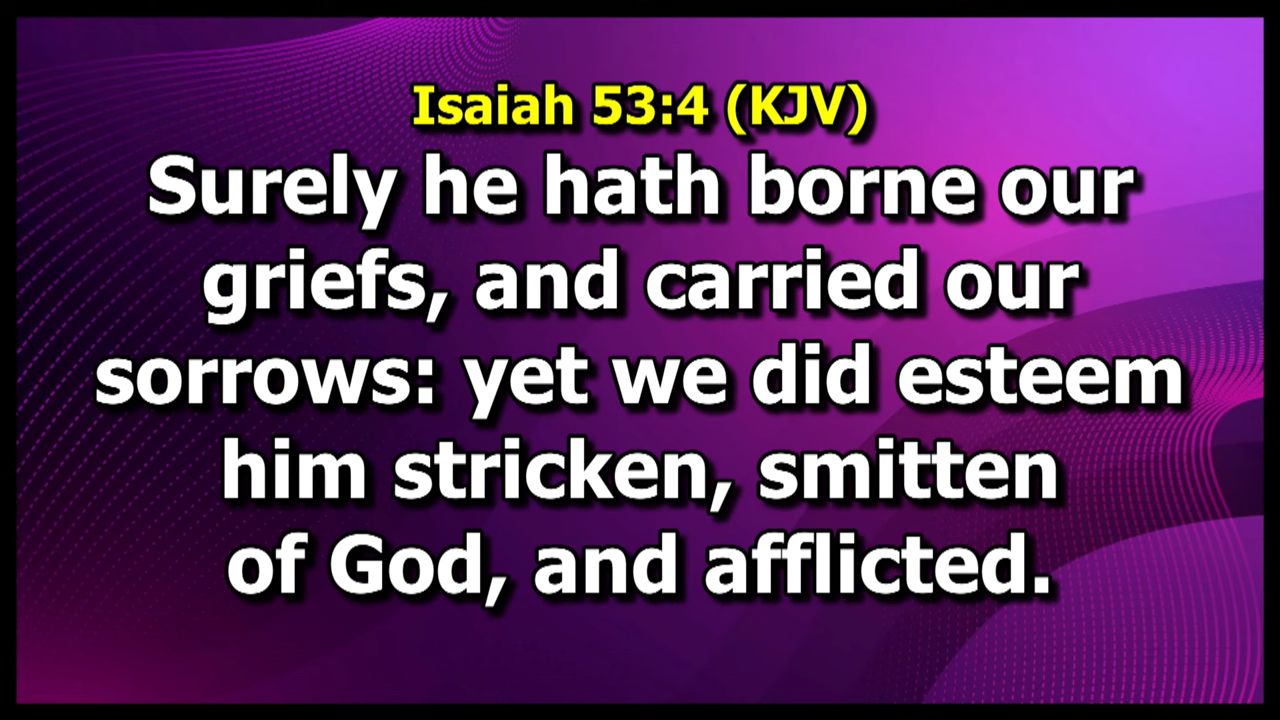 Isaiah 53:4 (KJV)
Surely he hath borne our
griefs, and carried our
sorrows: yet we did esteem
him stricken, smitten
of God, and afflicted.